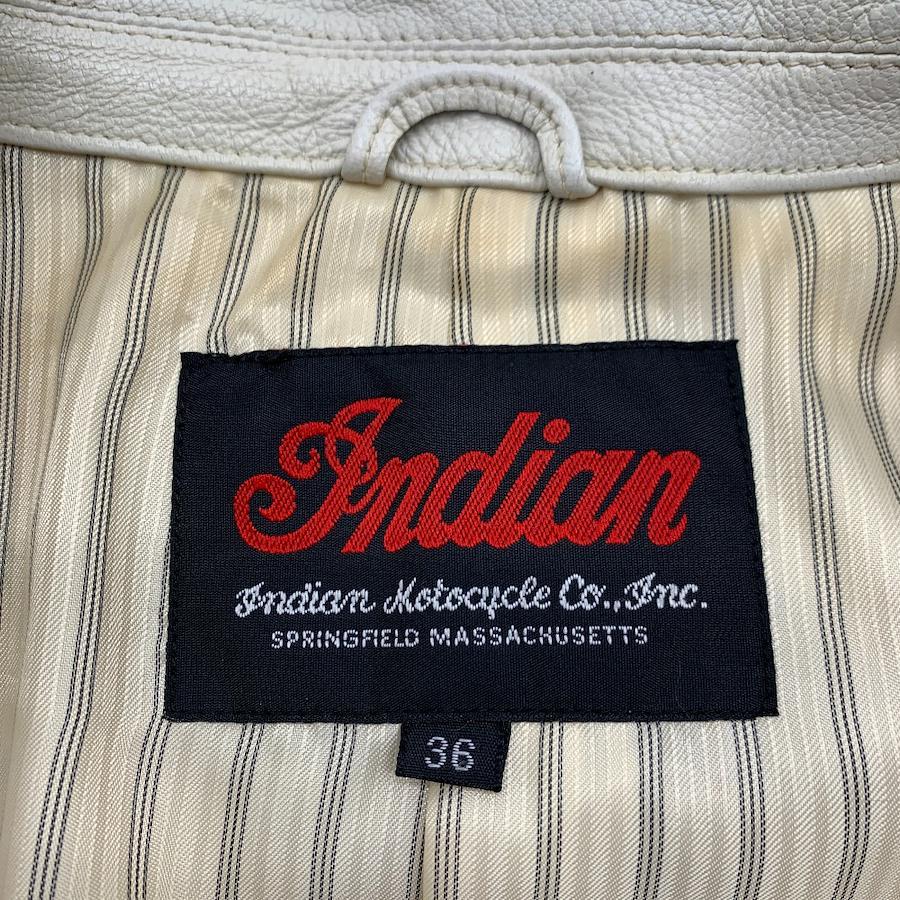 Indian
Indian Motocycle Co., Inc.
SPRINGFIELD MASSACHUSETTS
36